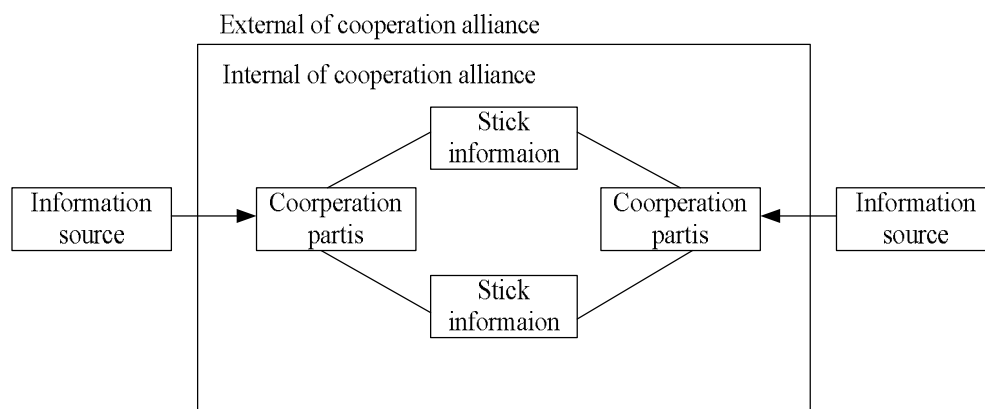 External of cooperation alliance
Internal of cooperation alliance
Stick
informaion
Information
source
Coorperation
partis
Coorperation
partis
Information
source
Stick
informaion